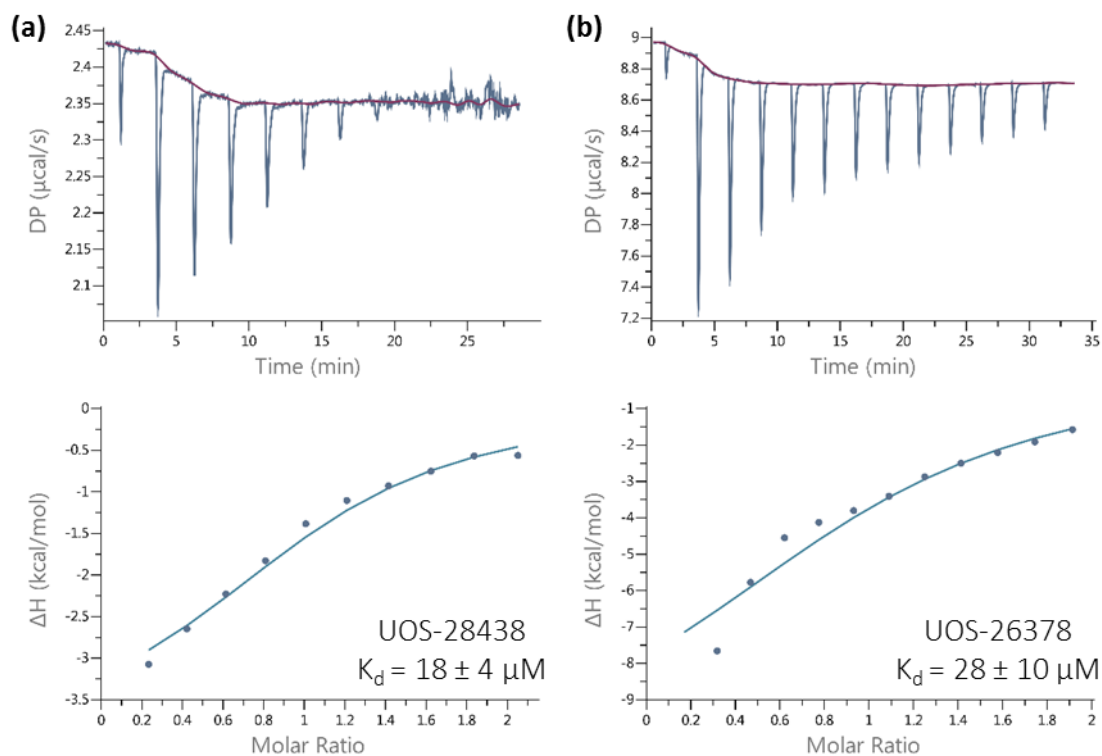 (a)
2.45
2.4
2.35
2.3
2.25
2.2
2.15
2.1
DP (µcal/s)
0 5 10 15 20 25
Time (min)
(b)
9
8.8
8.6
8.4
8.2
8
7.8
7.6
7.4
7.2
DP (µcal/s)
0 5 10 15 20 25 30 35
Time (min)
0
-0.5
-1
-1.5
-2
-2.5
-3
-3.5
ΔH (kcal/mol)
UOS-28438
Kd = 18 ± 4 µM
0 0.2 0.4 0.6 0.8 1 1.2 1.4 1.6 1.8 2
Molar Ratio
-1
-2
-3
-4
-5
-6
-7
-8
-9
ΔH (kcal/mol)
UOS-26378
Kd = 28 ± 10 µM
0 0.2 0.4 0.6 0.8 1 1.2 1.4 1.6 1.8 2
Molar Ratio